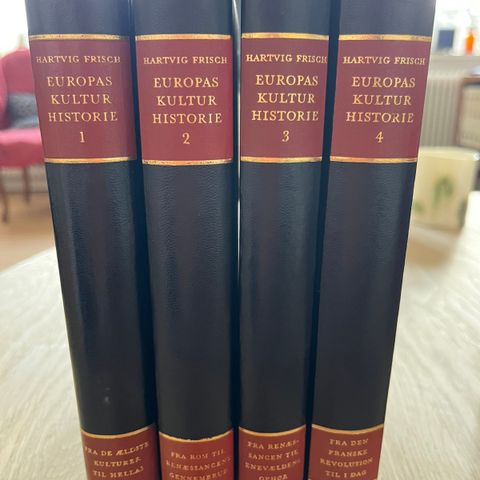 HARTVIG FRISCH
EUROPAS
KULTUR
HISTORIE
1
FRA DE ÆLDSTE
KULTURER
TIL HELLAS
HARTVIG FRISCH
EUROPAS
KULTUR
HISTORIE
2
FRA ROM TIL
RENÆSSANCENS
GENNEMBRUD
HARTVIG FRISCH
EUROPAS
KULTUR
HISTORIE
3
FRA RENÆS-
SANCEN TIL
ENEVÆLDENS
OPHØR
HARTVIG FRISCH
EUROPAS
KULTUR
HISTORIE
4
FRA DEN
FRANSKE
REVOLUTION
TIL I DAG